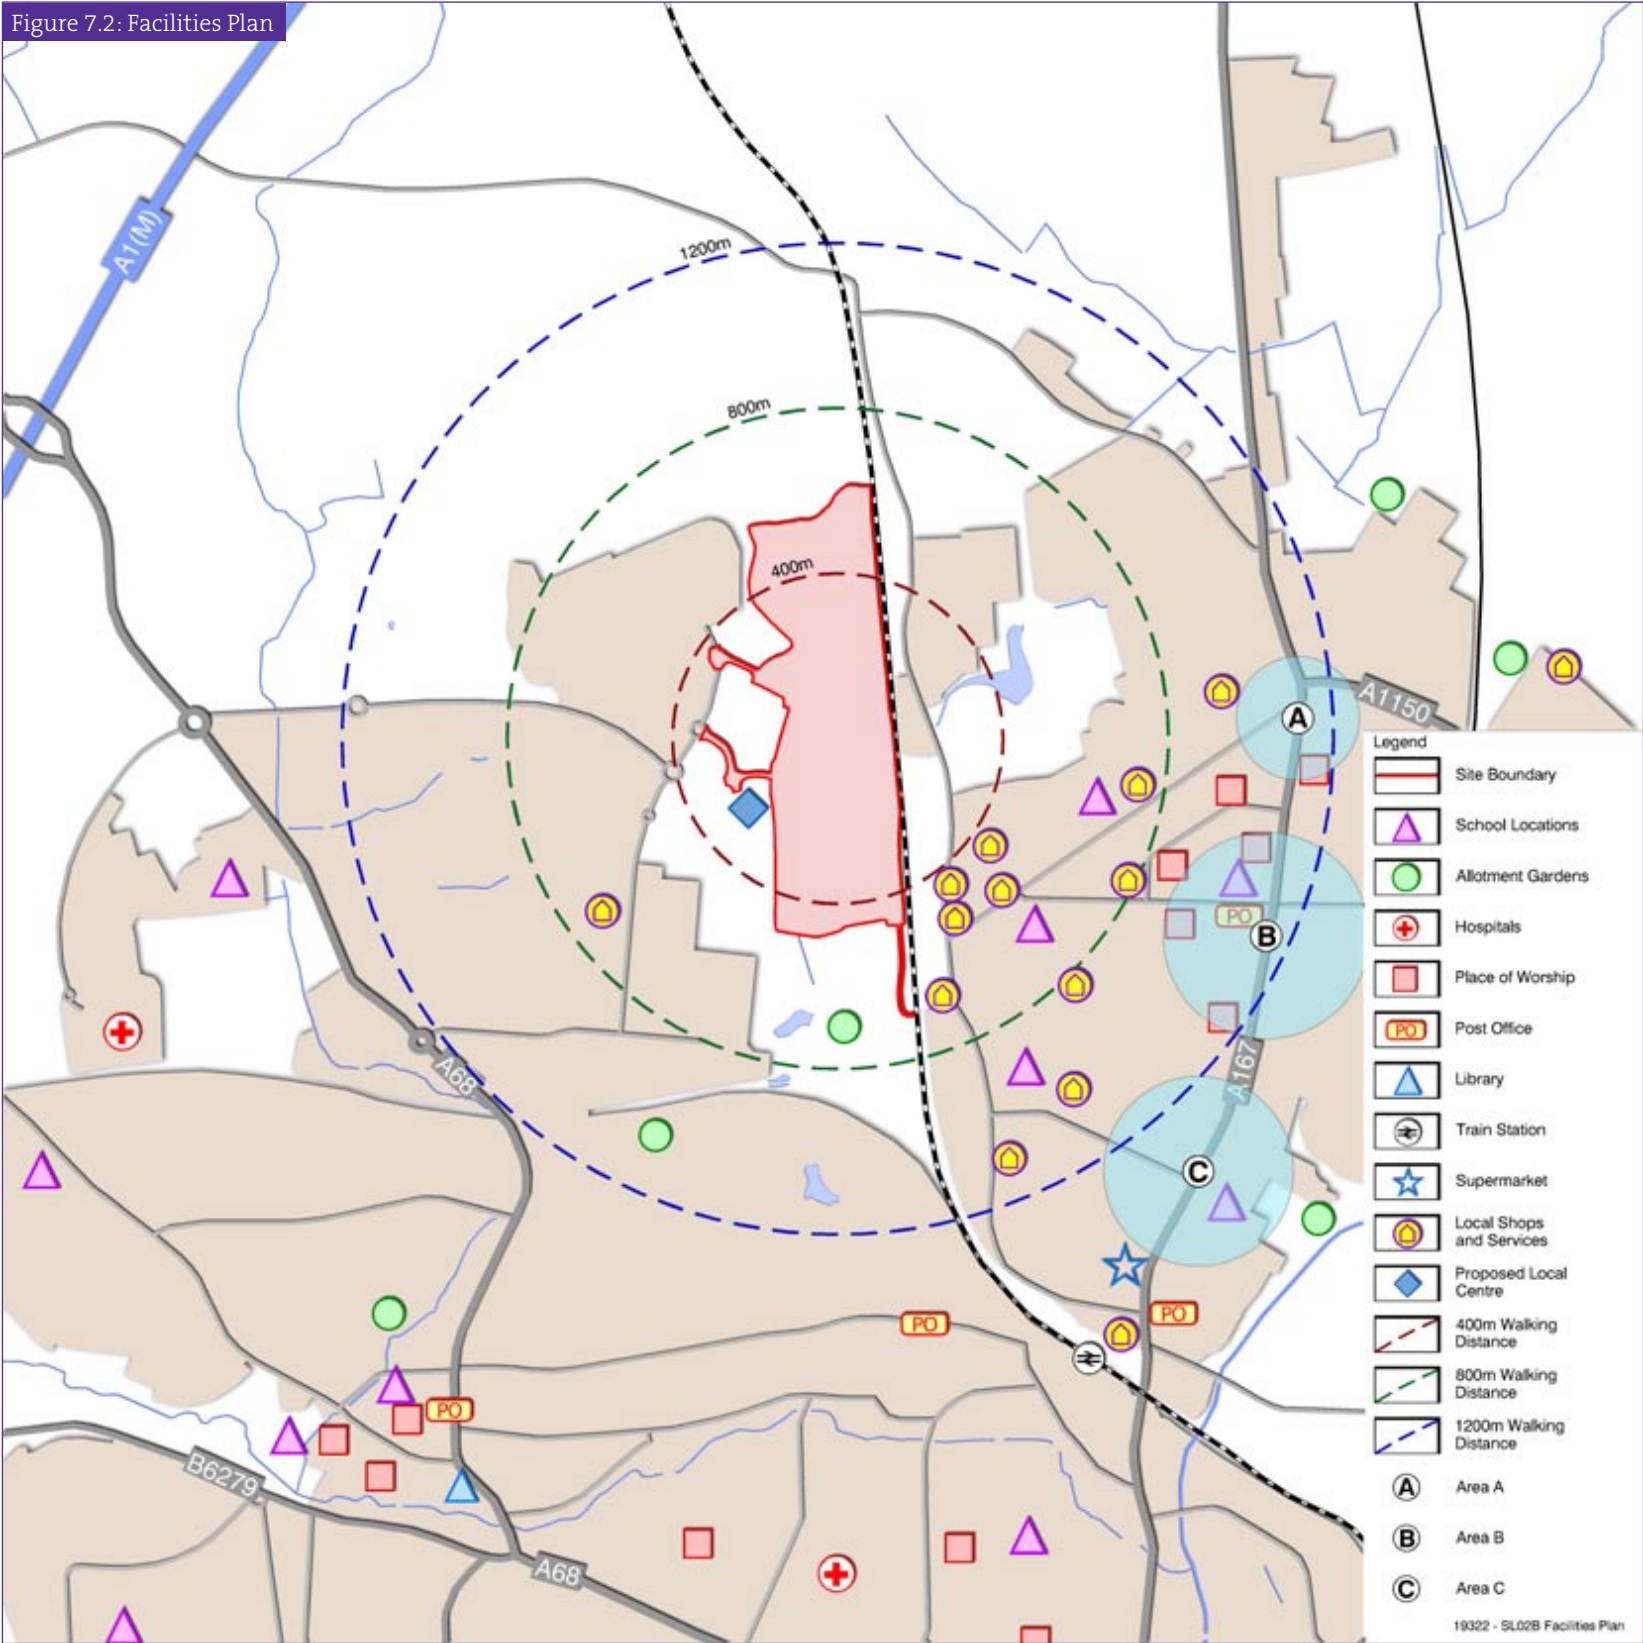 Figure 7.2: Facilities Plan
A1(M)
1200m
800m
400m
A
A1150
PO
B
A167
A68
C
PO
PO
PO
B6279
A68
Legend
Site Boundary
School Locations
Allotment Gardens
Hospitals
Place of Worship
PO
Post Office
Library
Train Station
Supermarket
Local Shops
and Services
Proposed Local
Centre
400m Walking
Distance
800m Walking
Distance
1200m Walking
Distance
A
Area A
B
Area B
C
Area C
19322 - SL02B Facilities Plan